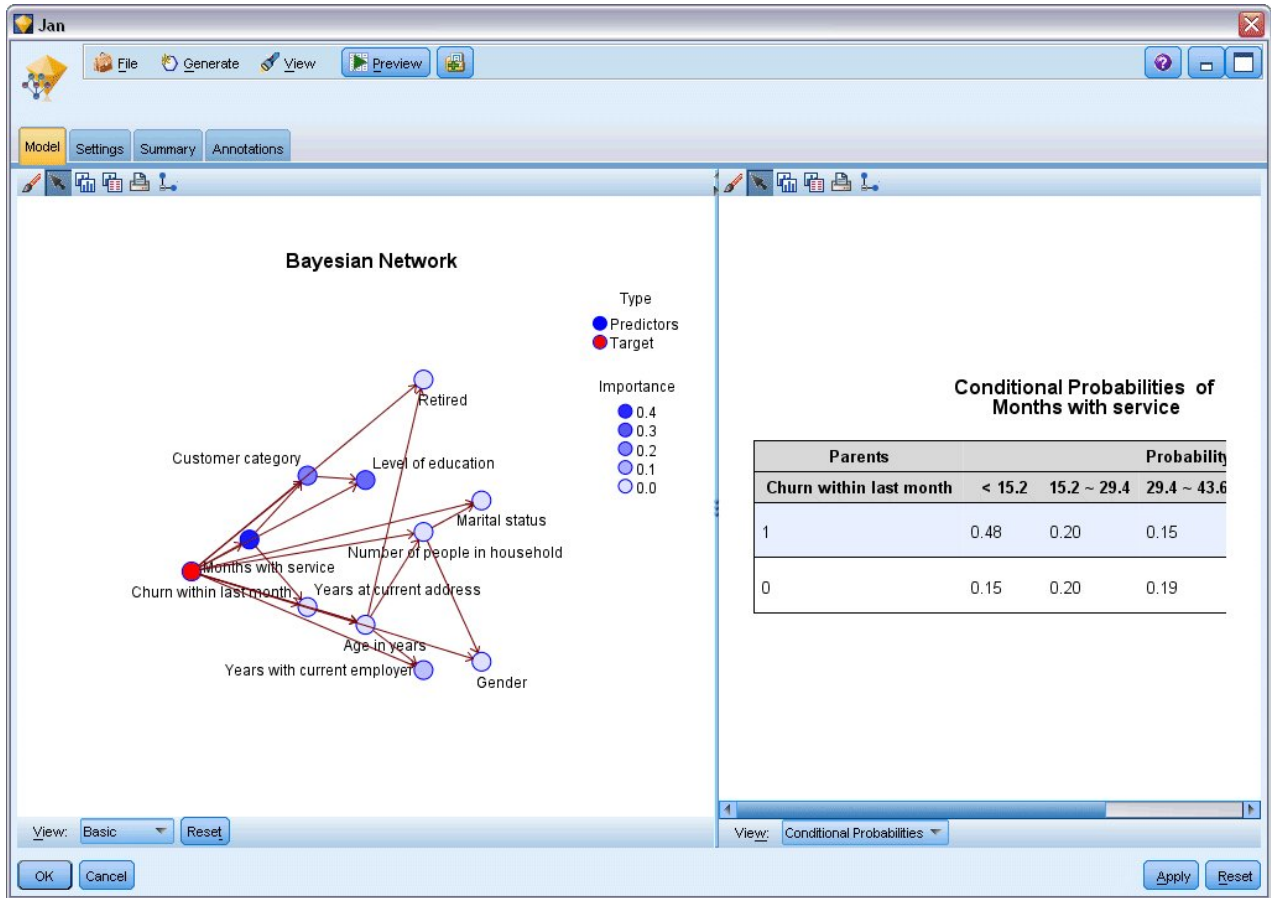 Jan
File Generate View Preview
Model Settings Summary Annotations
Bayesian Network
Type
Predictors
Target
Importance
0.4
0.3
0.2
0.1
0.0
Retired
Customer category
Level of education
Marital status
Number of people in household
Months with service
Churn within last month
Years at current address
Age in years
Years with current employer
Gender
View: Basic Reset
Conditional Probabilities of
Months with service
Parents Probability
Churn within last month < 15.2 15.2 ~ 29.4 29.4 ~ 43.6
1 0.48 0.20 0.15
0 0.15 0.20 0.19
View: Conditional Probabilities
OK Cancel Apply Reset